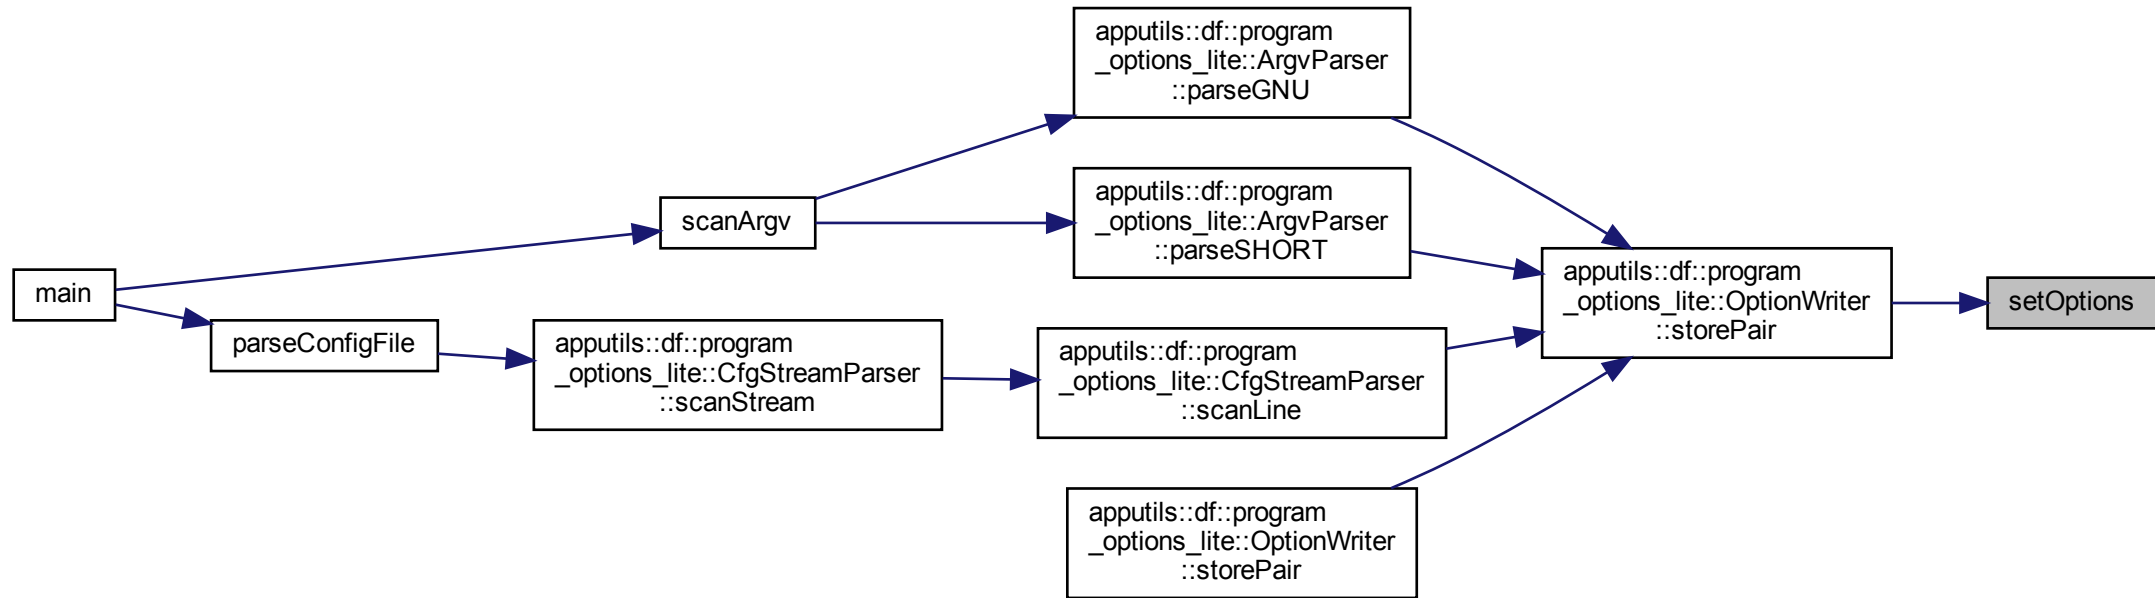 apputils::df::program
_options_lite::ArgvParser
::parseGNU
apputils::df::program
_options_lite::ArgvParser
::parseSHORT
scanArgv
main
parseConfigFile
apputils::df::program
_options_lite::CfgStreamParser
::scanStream
apputils::df::program
_options_lite::CfgStreamParser
::scanLine
apputils::df::program
_options_lite::OptionWriter
::storePair
apputils::df::program
_options_lite::OptionWriter
::storePair
setOptions